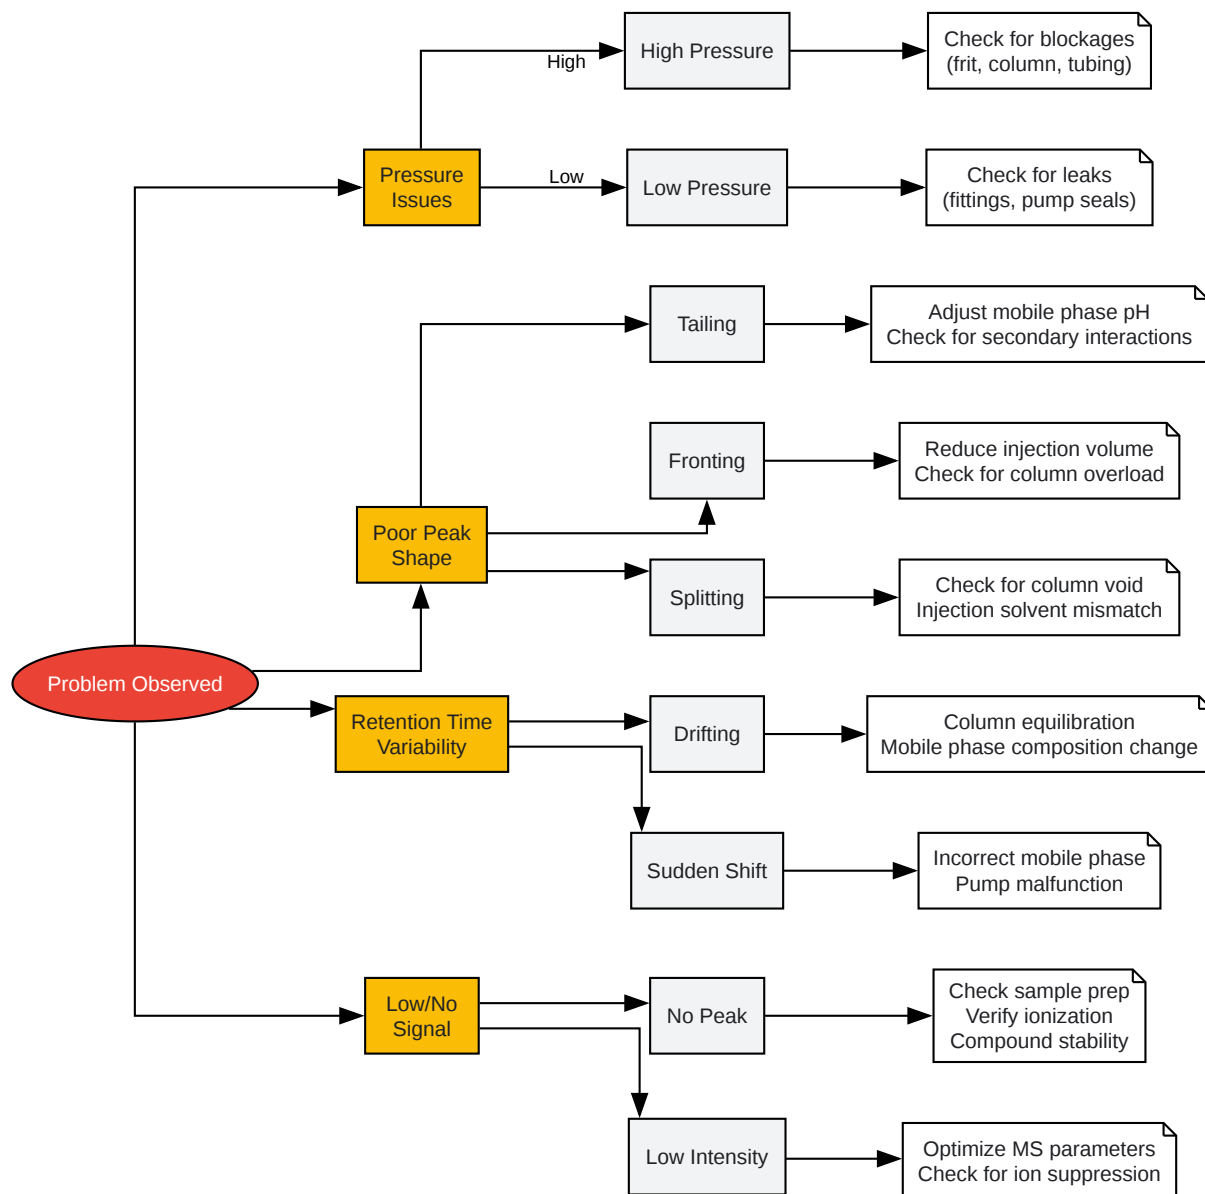 High Pressure
Check for blockages
(frit, column, tubing)
High
Pressure
Issues
Low
Low Pressure
Check for leaks
(fittings, pump seals)
Tailing
Adjust mobile phase pH
Check for secondary interactions
Fronting
Reduce injection volume
Check for column overload
Poor Peak
Shape
Splitting
Check for column void
Injection solvent mismatch
Problem Observed
Retention Time
Variability
Drifting
Column equilibration
Mobile phase composition change
Sudden Shift
Incorrect mobile phase
Pump malfunction
Low/No
Signal
No Peak
Check sample prep
Verify ionization
Compound stability
Low Intensity
Optimize MS parameters
Check for ion suppression